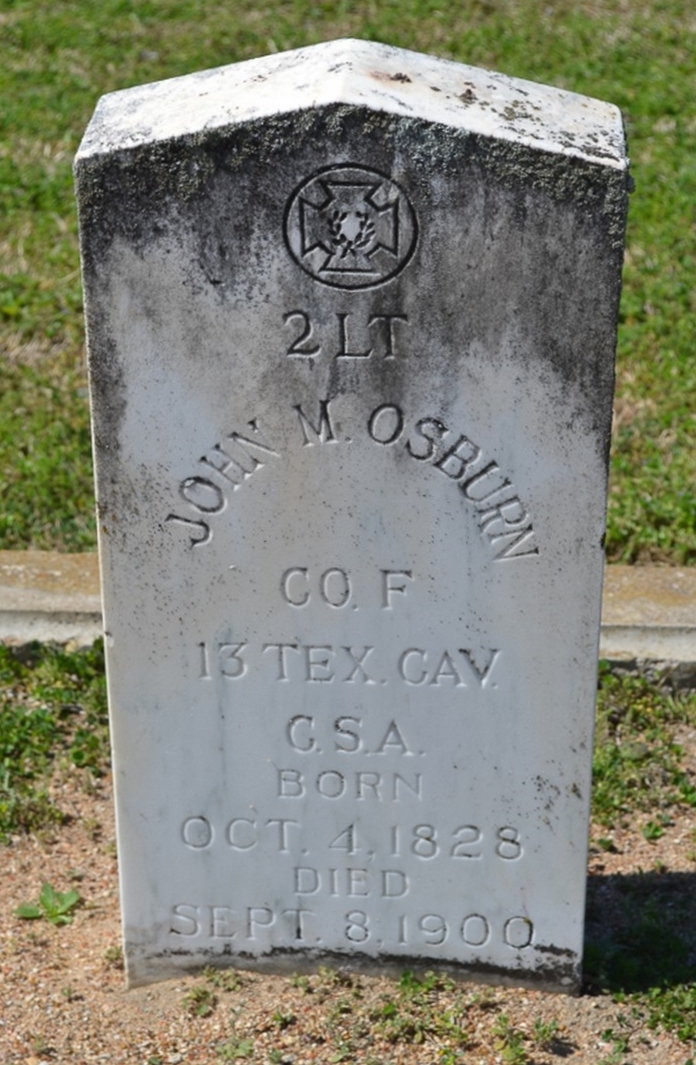 2 LT
JOHN M. OSBURN
CO. F
13 TEX. CAV.
C.S.A.
BORN
OCT. 4, 1828
DIED
SEPT. 8, 1900